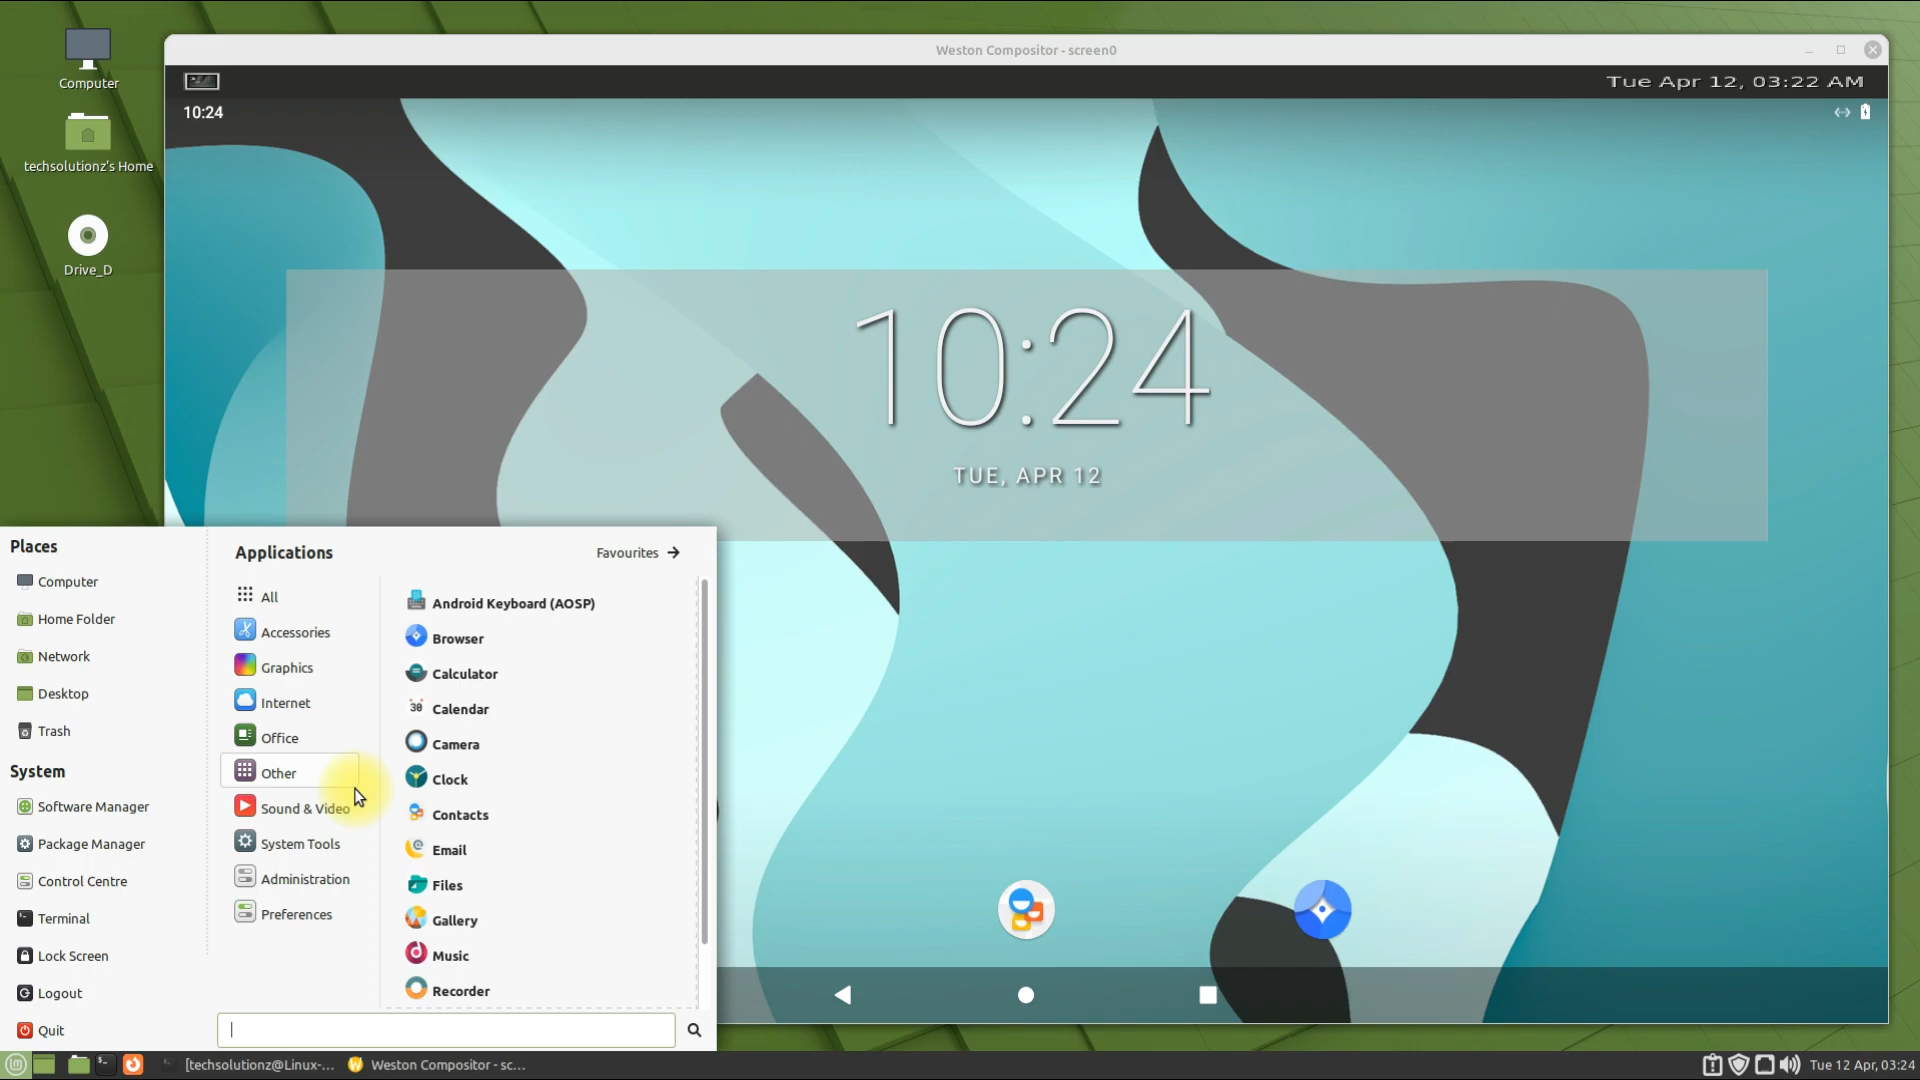 Computer
techsolutionz's Home
Drive_D
Weston Compositor - screen0
Tue Apr 12, 03:22 AM
10:24
10:24
TUE, APR 12
Places
Computer
Home Folder
Network
Desktop
Trash
System
Software Manager
Package Manager
Control Centre
Terminal
Lock Screen
Logout
Quit
Applications
Favourites
All
Accessories
Graphics
Internet
Office
Other
Sound & Video
System Tools
Administration
Preferences
Android Keyboard (AOSP)
Browser
Calculator
30 Calendar
Camera
Clock
Contacts
Email
Files
Gallery
Music
Recorder
[techsolutionz@Linux-...
Weston Compositor - sc...
Tue 12 Apr, 03:24